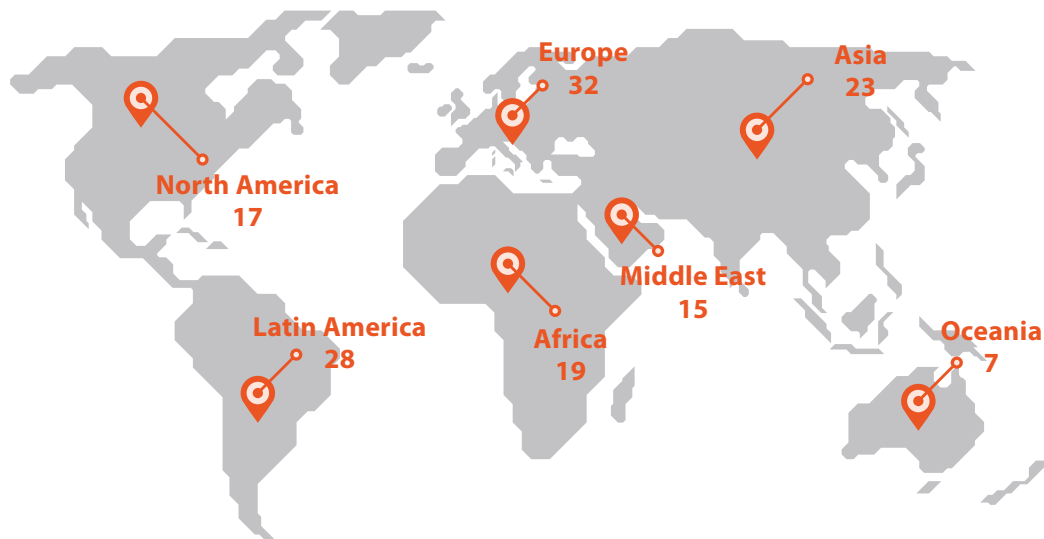 Europe
32
Asia
23
North America
17
Middle East
15
Latin America
28
Africa
19
Oceania
7